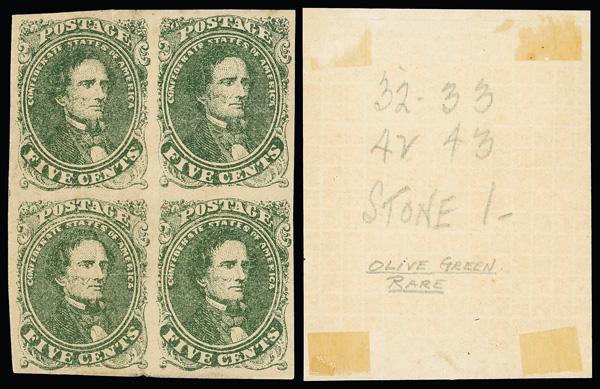 POSTAGE
CONFEDERATE STATES OF AMERICA
FIVE CENTS
POSTAGE
CONFEDERATE STATES OF AMERICA
FIVE CENTS
POSTAGE
CONFEDERATE STATES OF AMERICA
FIVE CENTS
POSTAGE
CONFEDERATE STATES OF AMERICA
FIVE CENTS
32-33
42 43
STONE 1-
OLIVE GREEN
RARE